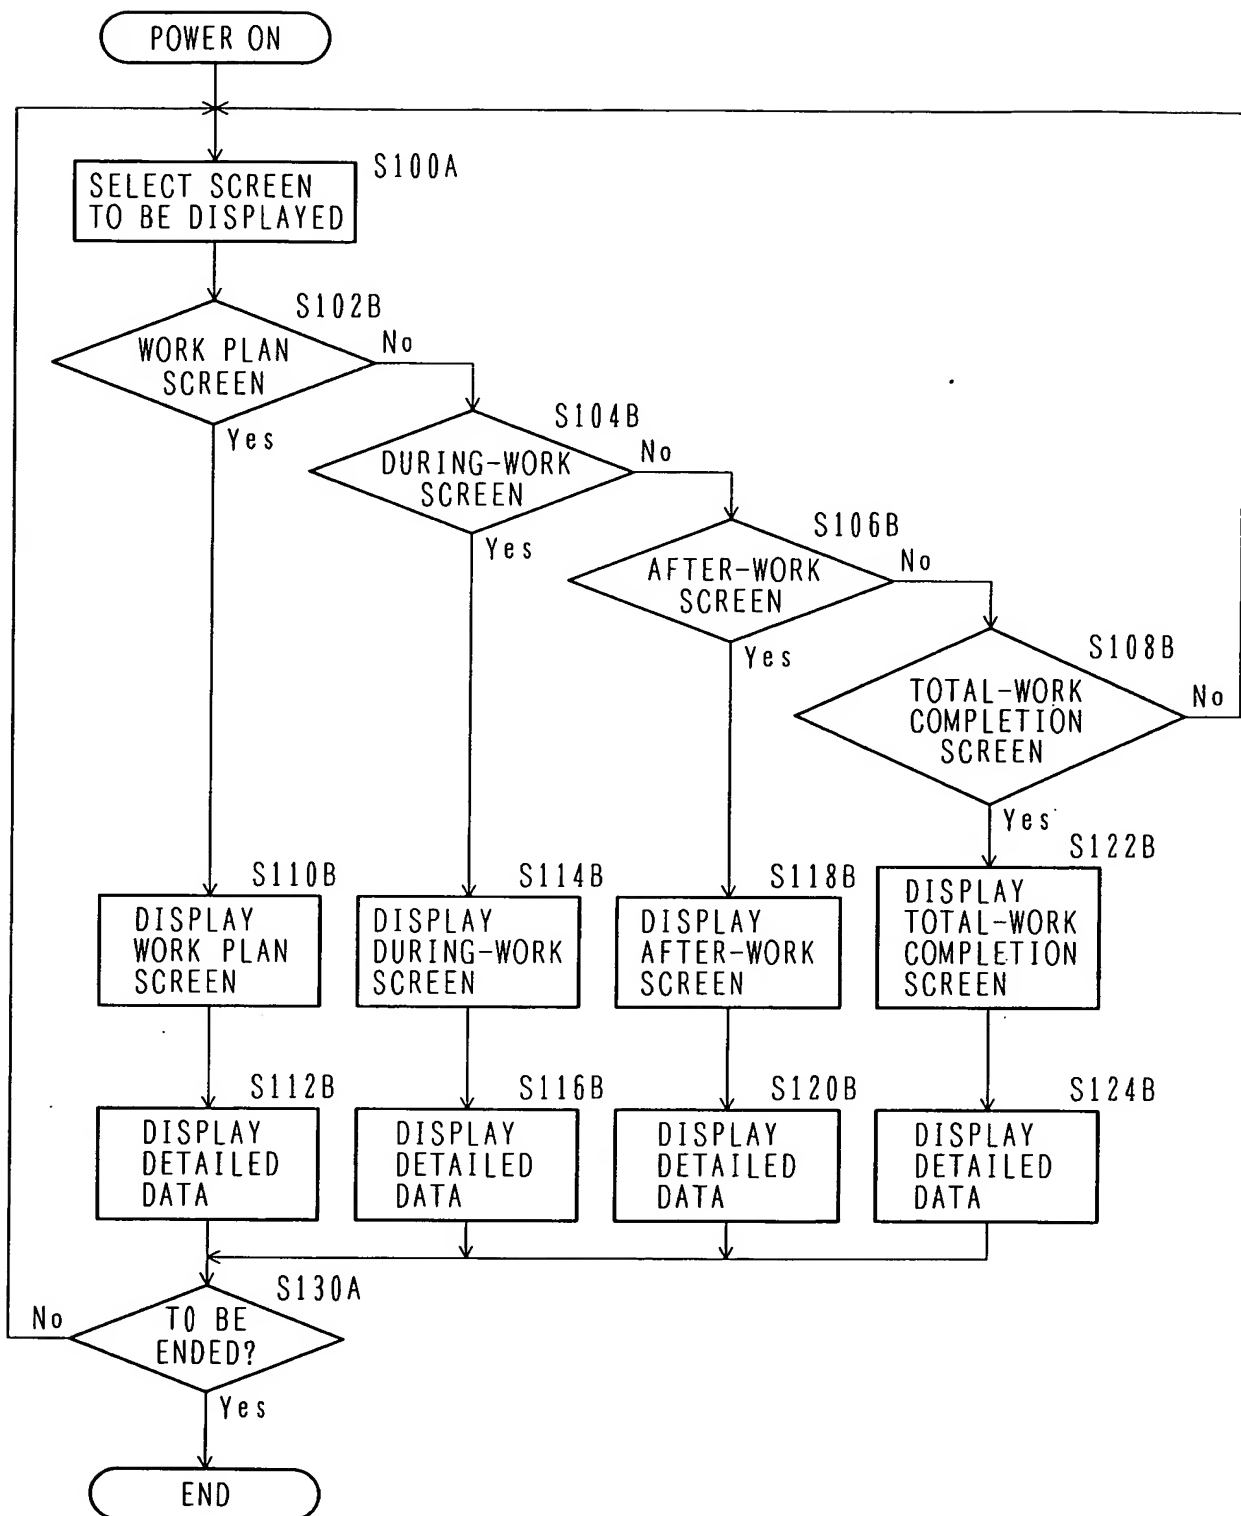 POWER ON
S100A
SELECT SCREEN
TO BE DISPLAYED
S102B
WORK PLAN
SCREEN
No
Yes
S104B
DURING-WORK
SCREEN
No
Yes
S106B
AFTER-WORK
SCREEN
No
Yes
S108B
TOTAL-WORK
COMPLETION
SCREEN
No
Yes
S110B
DISPLAY
WORK PLAN
SCREEN
S114B
DISPLAY
DURING-WORK
SCREEN
S118B
DISPLAY
AFTER-WORK
SCREEN
S122B
DISPLAY
TOTAL-WORK
COMPLETION
SCREEN
S112B
DISPLAY
DETAILED
DATA
S116B
DISPLAY
DETAILED
DATA
S120B
DISPLAY
DETAILED
DATA
S124B
DISPLAY
DETAILED
DATA
S130A
TO BE
ENDED?
No
Yes
END